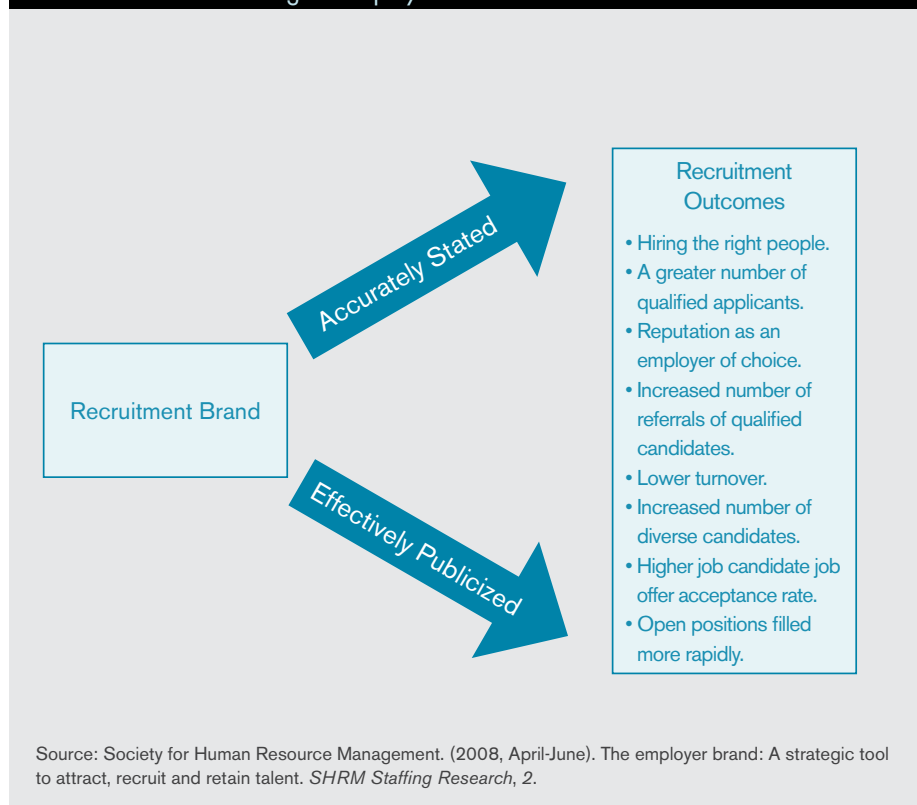 Recruitment Brand
Accurately Stated
Effectively Publicized
Recruitment
Outcomes
• Hiring the right people.
• A greater number of
qualified applicants.
• Reputation as an
employer of choice.
• Increased number of
referrals of qualified
candidates.
• Lower turnover.
• Increased number of
diverse candidates.
• Higher job candidate job
offer acceptance rate.
• Open positions filled
more rapidly.
Source: Society for Human Resource Management. (2008, April-June). The employer brand: A strategic tool
to attract, recruit and retain talent. SHRM Staffing Research, 2.